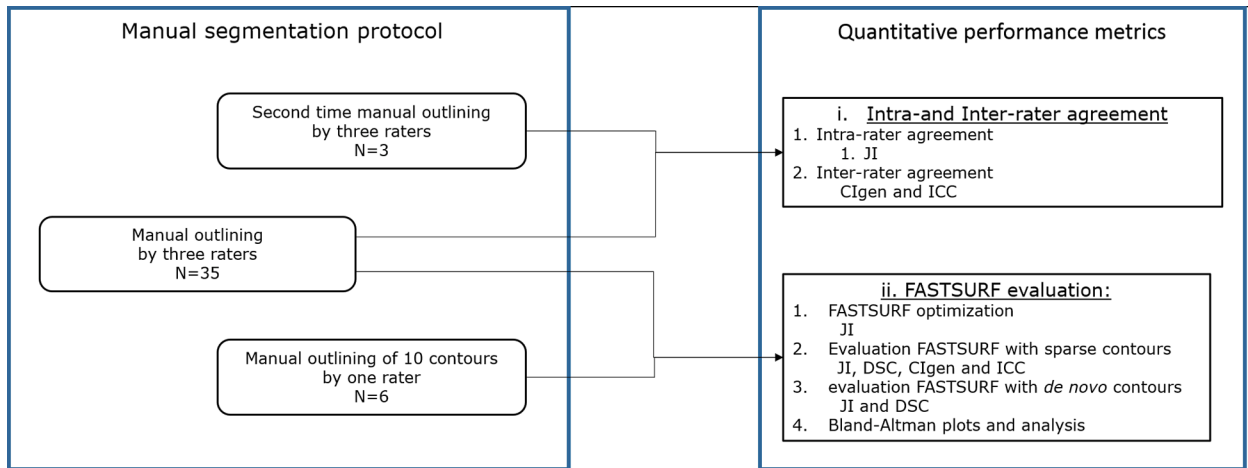 Manual segmentation protocol
Second time manual outlining
by three raters
N=3
Manual outlining
by three raters
N=35
Manual outlining of 10 contours
by one rater
N=6
Quantitative performance metrics
i. Intra-and Inter-rater agreement
1. Intra-rater agreement
1. JI
2. Inter-rater agreement
CIgen and ICC
ii. FASTSURF evaluation:
1. FASTSURF optimization
JI
2. Evaluation FASTSURF with sparse contours
JI, DSC, CIgen and ICC
3. evaluation FASTSURF with de novo contours
JI and DSC
4. Bland-Altman plots and analysis